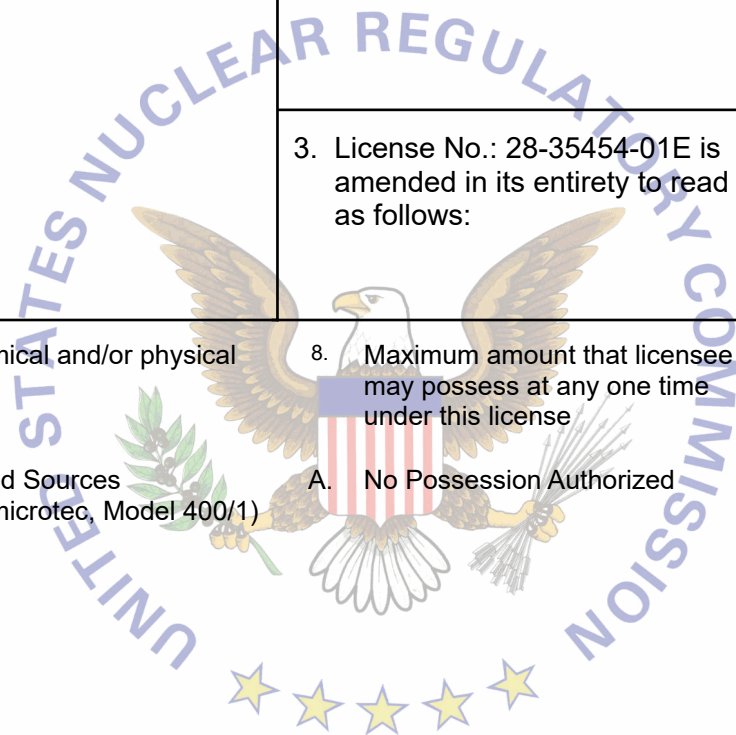 UNITED STATES NUCLEAR REGULATORY COMMISSION
3. License No.: 28-35454-01E is
amended in its entirety to read
as follows:
and/or physical
8. Maximum amount that licensee
may possess at any one time
under this license
Sources
A. No Possession Authorized
Model 400/1)